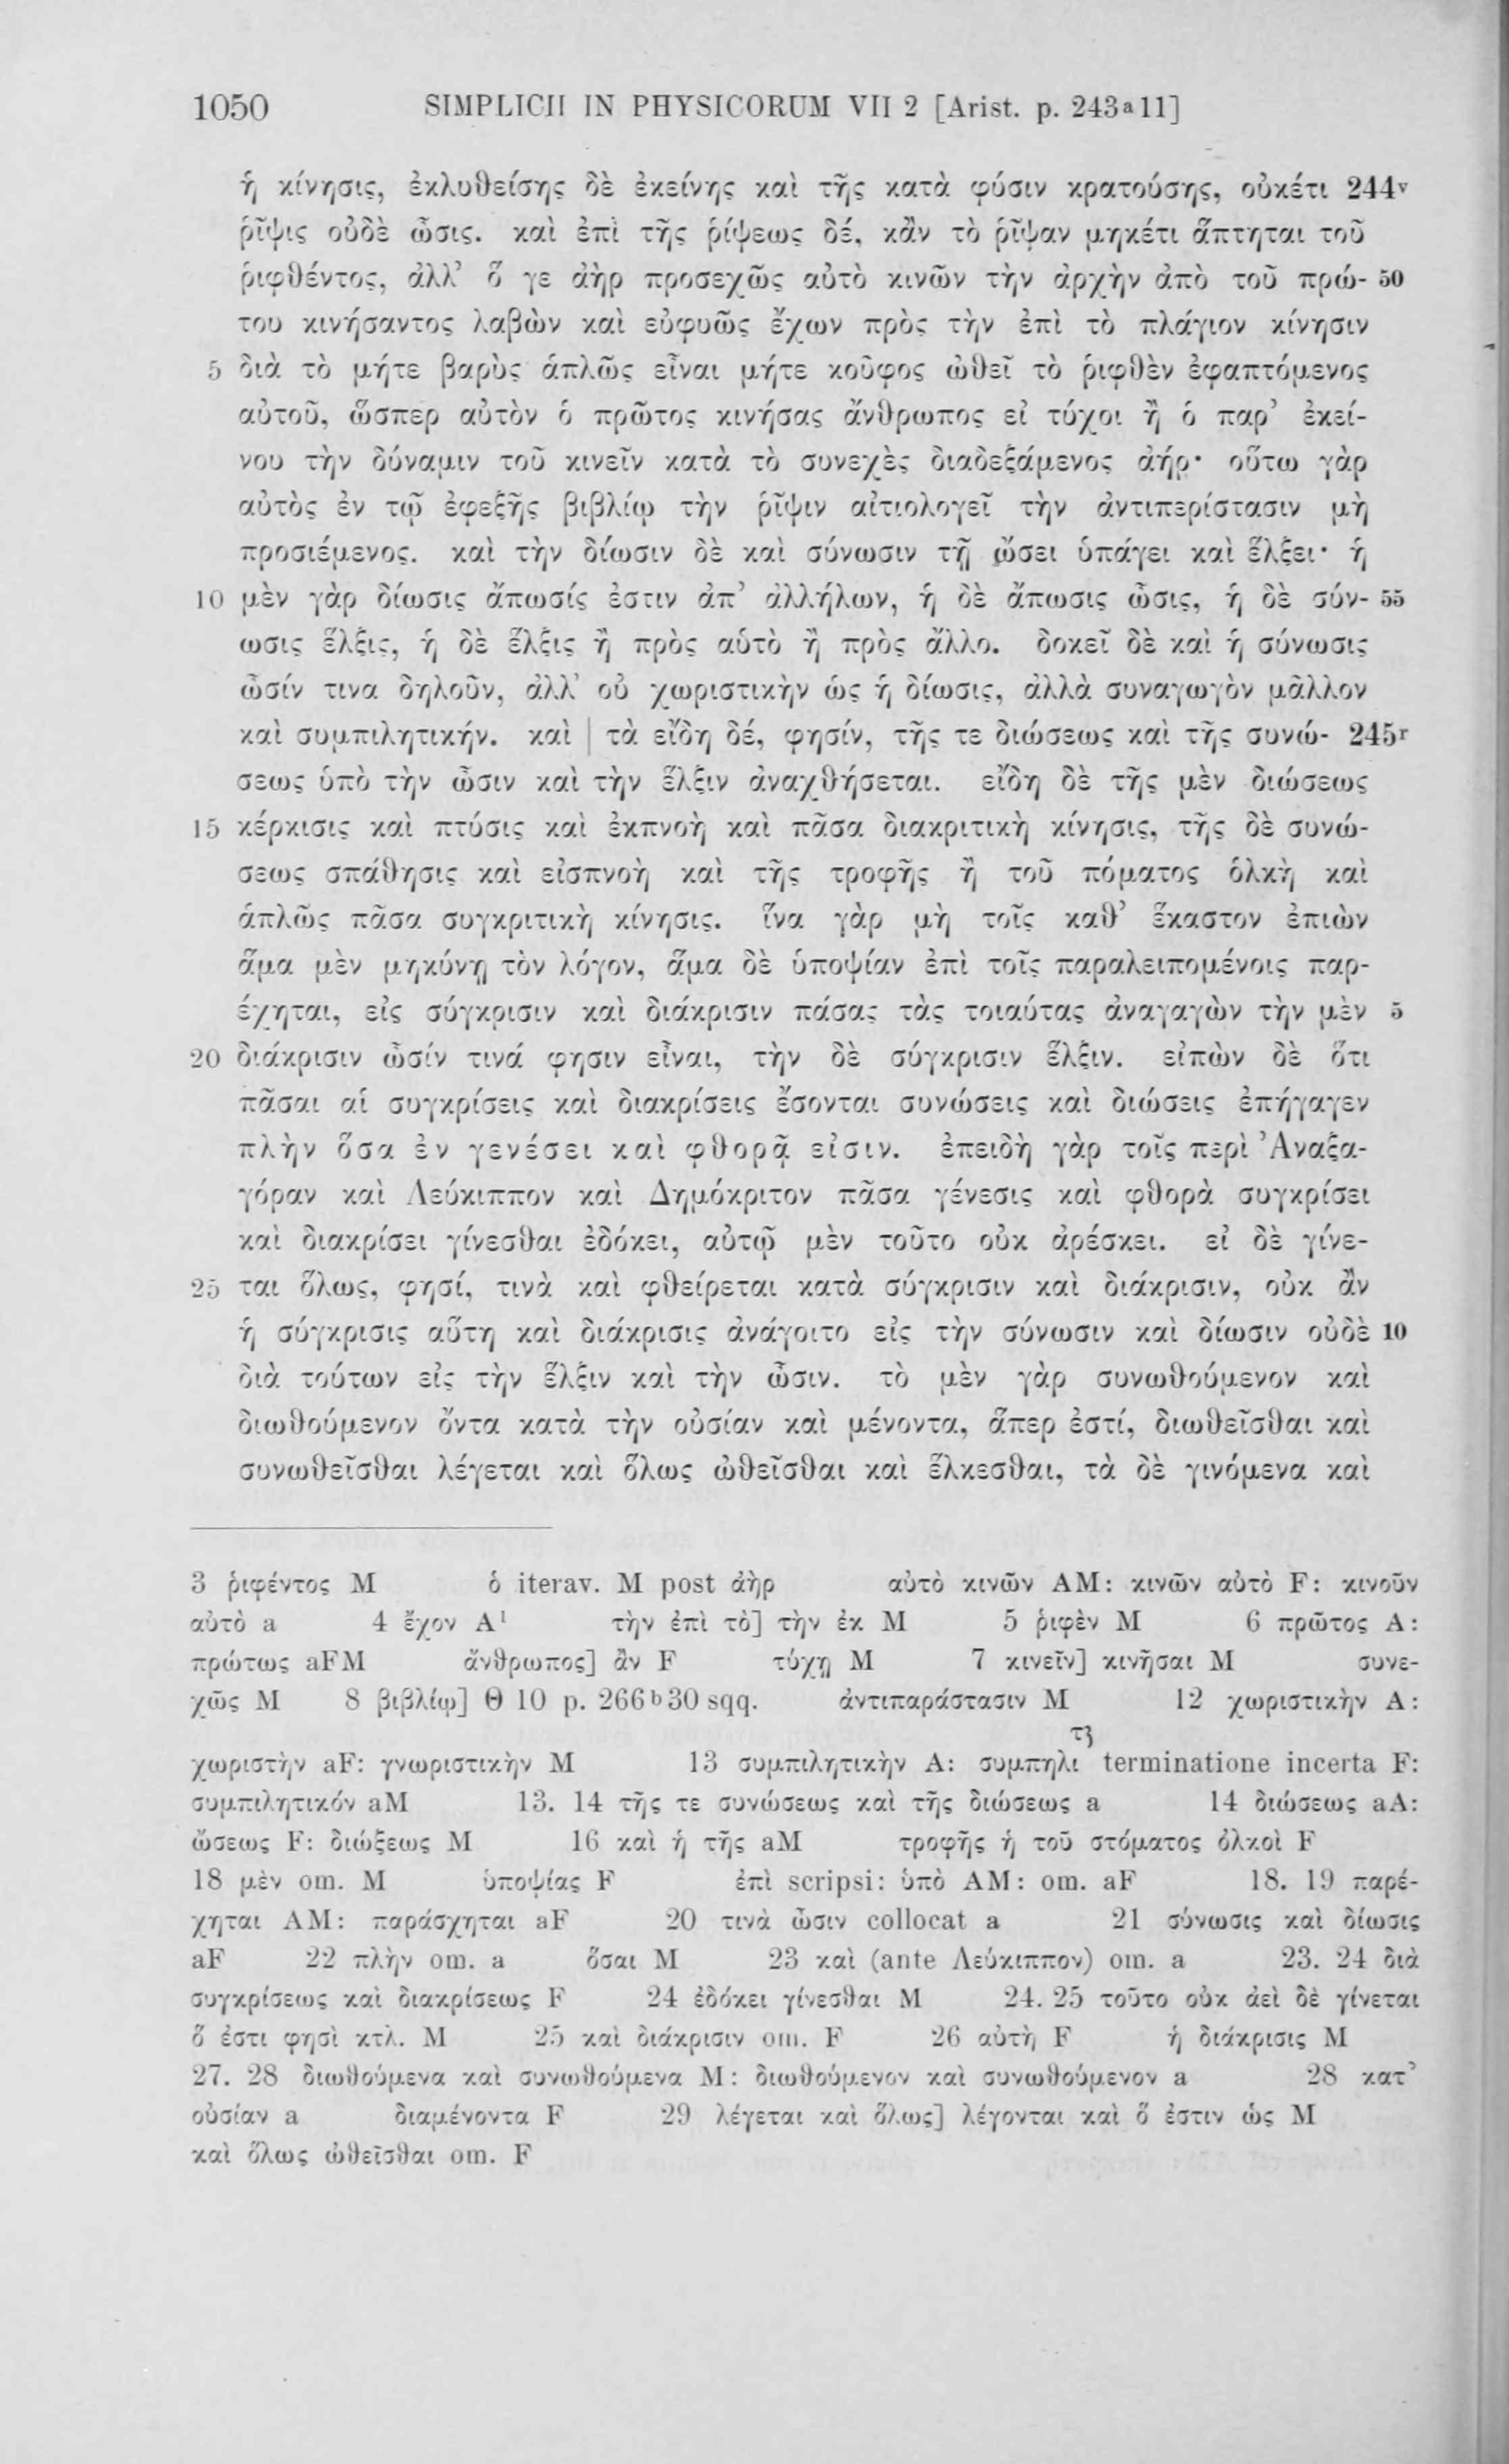 1050 SIMPLICII IN PHYSICORUM VII 2 [Arist. p. 243ᵃ11]
ἡ κίνησις, ἐκλυθείσης δὲ ἐκείνης καὶ τῆς κατὰ φύσιν κρατούσης, οὐκέτι 244ᵛ
ῥῖψις οὐδὲ ὦσις. καὶ ἐπὶ τῆς ῥίψεως δέ, κἂν τὸ ῥῖψαν μηκέτι ἅπτηται τοῦ
ῥιφθέντος, ἀλλ’ ὅ γε ἀὴρ προσεχῶς αὐτὸ κινῶν τὴν ἀρχὴν ἀπὸ τοῦ πρώ- 50
του κινήσαντος λαβὼν καὶ εὐφυῶς ἔχων πρὸς τὴν ἐπὶ τὸ πλάγιον κίνησιν
5 διὰ τὸ μήτε βαρὺς ἁπλῶς εἶναι μήτε κοῦφος ὠθεῖ τὸ ῥιφθὲν ἐφαπτόμενος
αὐτοῦ, ὥσπερ αὐτὸν ὁ πρῶτος κινήσας ἄνθρωπος εἰ τύχοι ἢ ὁ παρ’ ἐκεί-
νου τὴν δύναμιν τοῦ κινεῖν κατὰ τὸ συνεχὲς διαδεξάμενος ἀήρ· οὕτω γὰρ
αὐτὸς ἐν τῷ ἐφεξῆς βιβλίῳ τὴν ῥῖψιν αἰτιολογεῖ τὴν ἀντιπερίστασιν μὴ
προσιέμενος. καὶ τὴν δίωσιν δὲ καὶ σύνωσιν τῇ ὤσει ὑπάγει καὶ ἕλξει· ἡ
10 μὲν γὰρ δίωσις ἄπωσίς ἐστιν ἀπ’ ἀλλήλων, ἡ δὲ ἄπωσις ὦσις, ἡ δὲ σύν- 55
ωσις ἕλξις, ἡ δὲ ἕλξις ἢ πρὸς αὑτὸ ἢ πρὸς ἄλλο. δοκεῖ δὲ καὶ ἡ σύνωσις
ὦσίν τινα δηλοῦν, ἀλλ’ οὐ χωριστικὴν ὡς ἡ δίωσις, ἀλλὰ συναγωγὸν μᾶλλον
καὶ συμπιλητικήν. καὶ | τὰ εἴδη δέ, φησίν, τῆς τε διώσεως καὶ τῆς συνώ- 245ʳ
σεως ὑπὸ τὴν ὦσιν καὶ τὴν ἕλξιν ἀναχθήσεται. εἴδη δὲ τῆς μὲν διώσεως
15 κέρκισις καὶ πτύσις καὶ ἐκπνοὴ καὶ πᾶσα διακριτικὴ κίνησις, τῆς δὲ συνώ-
σεως σπάθησις καὶ εἰσπνοὴ καὶ τῆς τροφῆς ἢ τοῦ πόματος ὁλκὴ καὶ
ἁπλῶς πᾶσα συγκριτικὴ κίνησις. ἵνα γὰρ μὴ τοῖς καθ’ ἕκαστον ἐπιὼν
ἅμα μὲν μηκύνῃ τὸν λόγον, ἅμα δὲ ὑποψίαν ἐπὶ τοῖς παραλειπομένοις παρ-
έχηται, εἰς σύγκρισιν καὶ διάκρισιν πάσας τὰς τοιαύτας ἀναγαγὼν τὴν μὲν 5
20 διάκρισιν ὦσίν τινά φησιν εἶναι, τὴν δὲ σύγκρισιν ἕλξιν. εἰπὼν δὲ ὅτι
πᾶσαι αἱ συγκρίσεις καὶ διακρίσεις ἔσονται συνώσεις καὶ διώσεις ἐπήγαγεν
πλὴν ὅσα ἐν γενέσει καὶ φθορᾷ εἰσιν. ἐπειδὴ γὰρ τοῖς περὶ Ἀναξα-
γόραν καὶ Λεύκιππον καὶ Δημόκριτον πᾶσα γένεσις καὶ φθορὰ συγκρίσει
καὶ διακρίσει γίνεσθαι ἐδόκει, αὐτῷ μὲν τοῦτο οὐκ ἀρέσκει. εἰ δὲ γίνε-
25 ται ὅλως, φησί, τινὰ καὶ φθείρεται κατὰ σύγκρισιν καὶ διάκρισιν, οὐκ ἂν
ἡ σύγκρισις αὕτη καὶ διάκρισις ἀνάγοιτο εἰς τὴν σύνωσιν καὶ δίωσιν οὐδὲ 10
διὰ τούτων εἰς τὴν ἕλξιν καὶ τὴν ὦσιν. τὸ μὲν γὰρ συνωθούμενον καὶ
διωθούμενον ὄντα κατὰ τὴν οὐσίαν καὶ μένοντα, ἅπερ ἐστί, διωθεῖσθαι καὶ
συνωθεῖσθαι λέγεται καὶ ὅλως ὠθεῖσθαι καὶ ἕλκεσθαι, τὰ δὲ γινόμενα καὶ
3 ῥιφέντος M ὁ iterav. M post ἀὴρ αὐτὸ κινῶν AM: κινῶν αὐτὸ F: κινοῦν
αὐτὸ a 4 ἔχον A¹ τὴν ἐπὶ τὸ] τὴν ἐκ M 5 ῥιφὲν M 6 πρῶτος A:
πρώτως aFM ἄνθρωπος] ἂν F τύχῃ M 7 κινεῖν] κινῆσαι M συνε-
χῶς M 8 βιβλίῳ] Θ 10 p. 266ᵇ30 sqq. ἀντιπαράστασιν M 12 χωριστικὴν A:
χωριστὴν aF: γνωριστικὴν M 13 συμπιλητικὴν A: συμπηλι terminatione incerta F:
συμπιλητικόν aM 13. 14 τῆς τε συνώσεως καὶ τῆς διώσεως a 14 διώσεως aA:
ὤσεως F: διώξεως M 16 καὶ ἡ τῆς aM τροφῆς ἡ τοῦ στόματος ὁλκοὶ F
18 μὲν om. M ὑποψίας F ἐπὶ scripsi: ὑπὸ AM: om. aF 18. 19 παρέ-
χηται AM: παράσχηται aF 20 τινὰ ὦσιν collocat a 21 σύνωσις καὶ δίωσις
aF 22 πλὴν om. a ὅσαι M 23 καὶ (ante Λεύκιππον) om. a 23. 24 διὰ
συγκρίσεως καὶ διακρίσεως F 24 ἐδόκει γίνεσθαι M 24. 25 τοῦτο οὐκ ἀεὶ δὲ γίνεται
ὅ ἐστι φησὶ κτλ. M 25 καὶ διάκρισιν om. F 26 αὐτὴ F ἡ διάκρισις M
27. 28 διωθούμενα καὶ συνωθούμενα M: διωθούμενον καὶ συνωθούμενον a 28 κατ’
οὐσίαν a διαμένοντα F 29 λέγεται καὶ ὅλως] λέγονται καὶ ὅ ἐστιν ὡς M
καὶ ὅλως ὠθεῖσθαι om. F